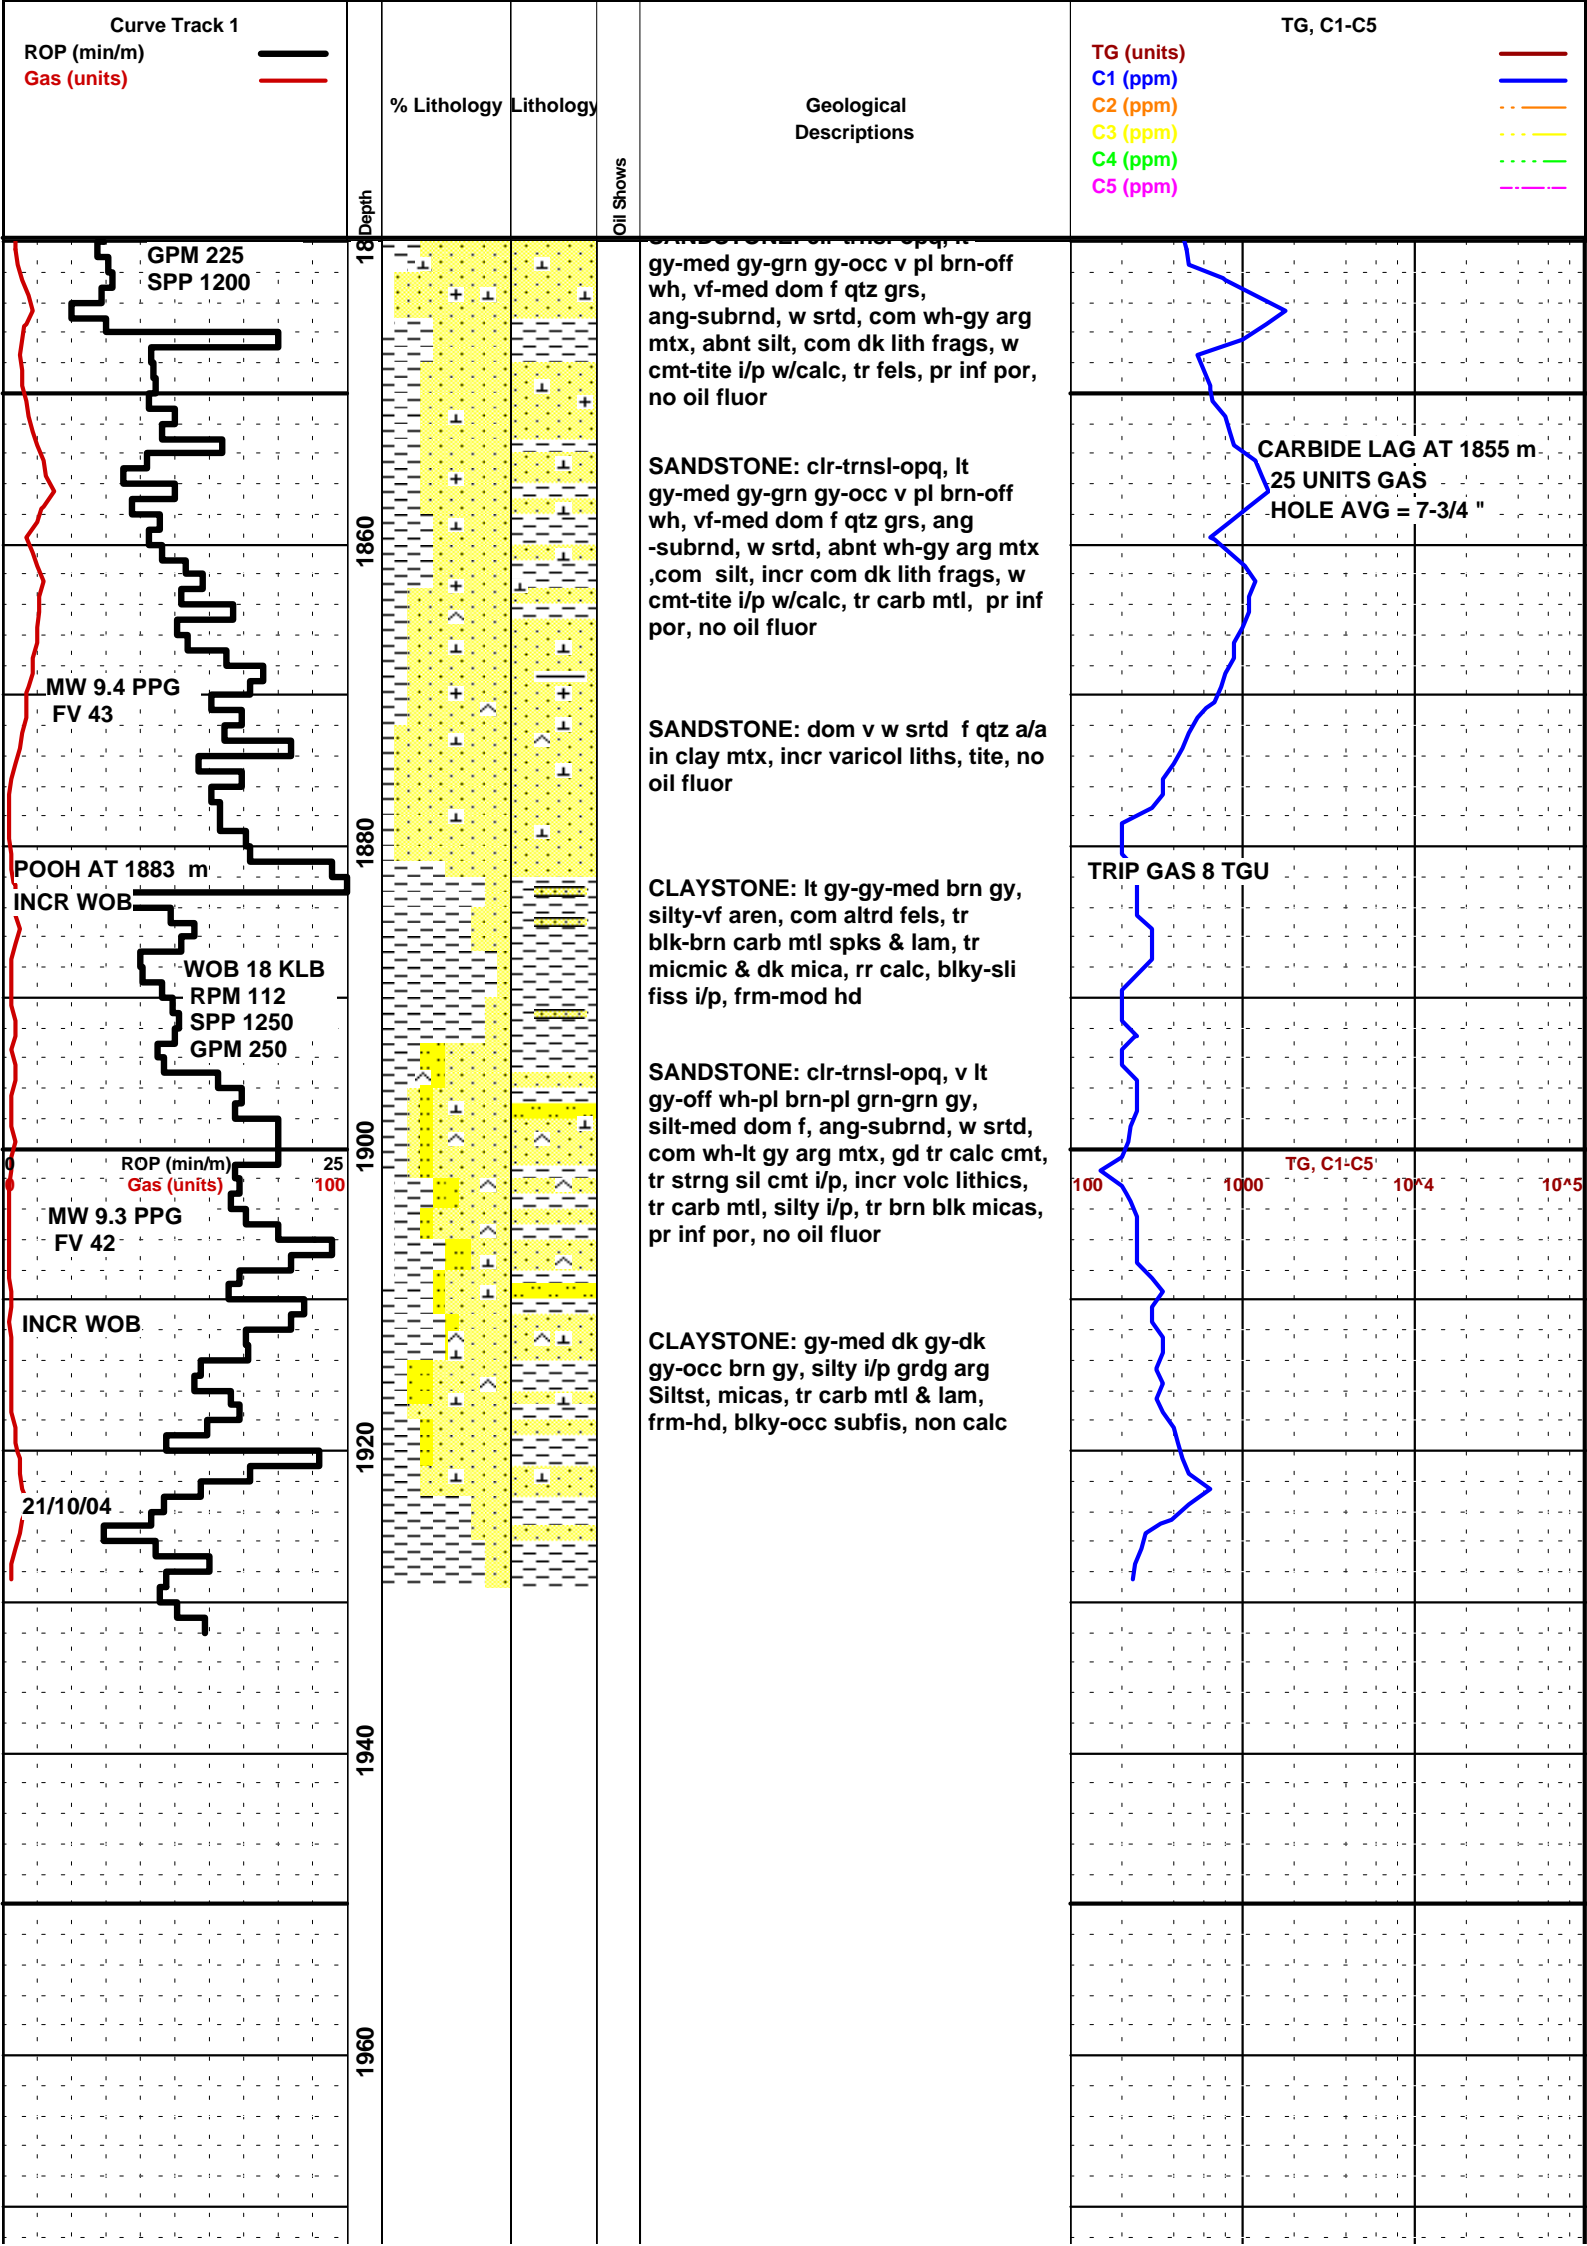 Curve Track 1
ROP (min/m)
Gas (units)
Depth
% Lithology
Lithology
Oil Shows
Geological
Descriptions
TG, C1-C5
TG (units)
C1 (ppm)
C2 (ppm)
C3 (ppm)
C4 (ppm)
C5 (ppm)
GPM 225
SPP 1200
MW 9.4 PPG
FV 43
POOH AT 1883 m
INCR WOB
WOB 18 KLB
RPM 112
SPP 1250
GPM 250
0 ROP (min/m) 25
0 Gas (units) 100
MW 9.3 PPG
FV 42
INCR WOB
21/10/04
18
1860
1880
1900
1920
1940
1960
SANDSTONE: clr-trnsl-opq, lt
gy-med gy-grn gy-occ v pl brn-off
wh, vf-med dom f qtz grs,
ang-subrnd, w srtd, com wh-gy arg
mtx, abnt silt, com dk lith frags, w
cmt-tite i/p w/calc, tr fels, pr inf por,
no oil fluor
SANDSTONE: clr-trnsl-opq, lt
gy-med gy-grn gy-occ v pl brn-off
wh, vf-med dom f qtz grs, ang
-subrnd, w srtd, abnt wh-gy arg mtx
,com silt, incr com dk lith frags, w
cmt-tite i/p w/calc, tr carb mtl, pr inf
por, no oil fluor
SANDSTONE: dom v w srtd f qtz a/a
in clay mtx, incr varicol liths, tite, no
oil fluor
CLAYSTONE: lt gy-gy-med brn gy,
silty-vf aren, com altrd fels, tr
blk-brn carb mtl spks & lam, tr
micmic & dk mica, rr calc, blky-sli
fiss i/p, frm-mod hd
SANDSTONE: clr-trnsl-opq, v lt
gy-off wh-pl brn-pl grn-grn gy,
silt-med dom f, ang-subrnd, w srtd,
com wh-lt gy arg mtx, gd tr calc cmt,
tr strng sil cmt i/p, incr volc lithics,
tr carb mtl, silty i/p, tr brn blk micas,
pr inf por, no oil fluor
CLAYSTONE: gy-med dk gy-dk
gy-occ brn gy, silty i/p grdg arg
Siltst, micas, tr carb mtl & lam,
frm-hd, blky-occ subfis, non calc
CARBIDE LAG AT 1855 m
25 UNITS GAS
HOLE AVG = 7-3/4 "
TRIP GAS 8 TGU
TG, C1-C5
100 1000 10^4 10^5